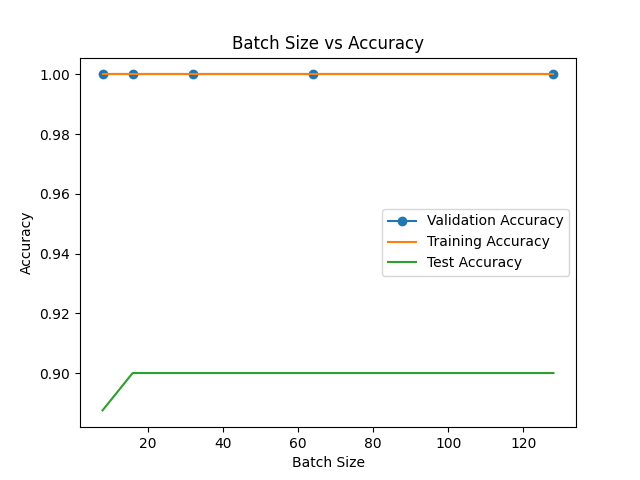 Batch Size vs Accuracy
1.00
0.98
0.96
0.94
0.92
0.90
Accuracy
Validation Accuracy
Training Accuracy
Test Accuracy
20
40
60
80
100
120
Batch Size